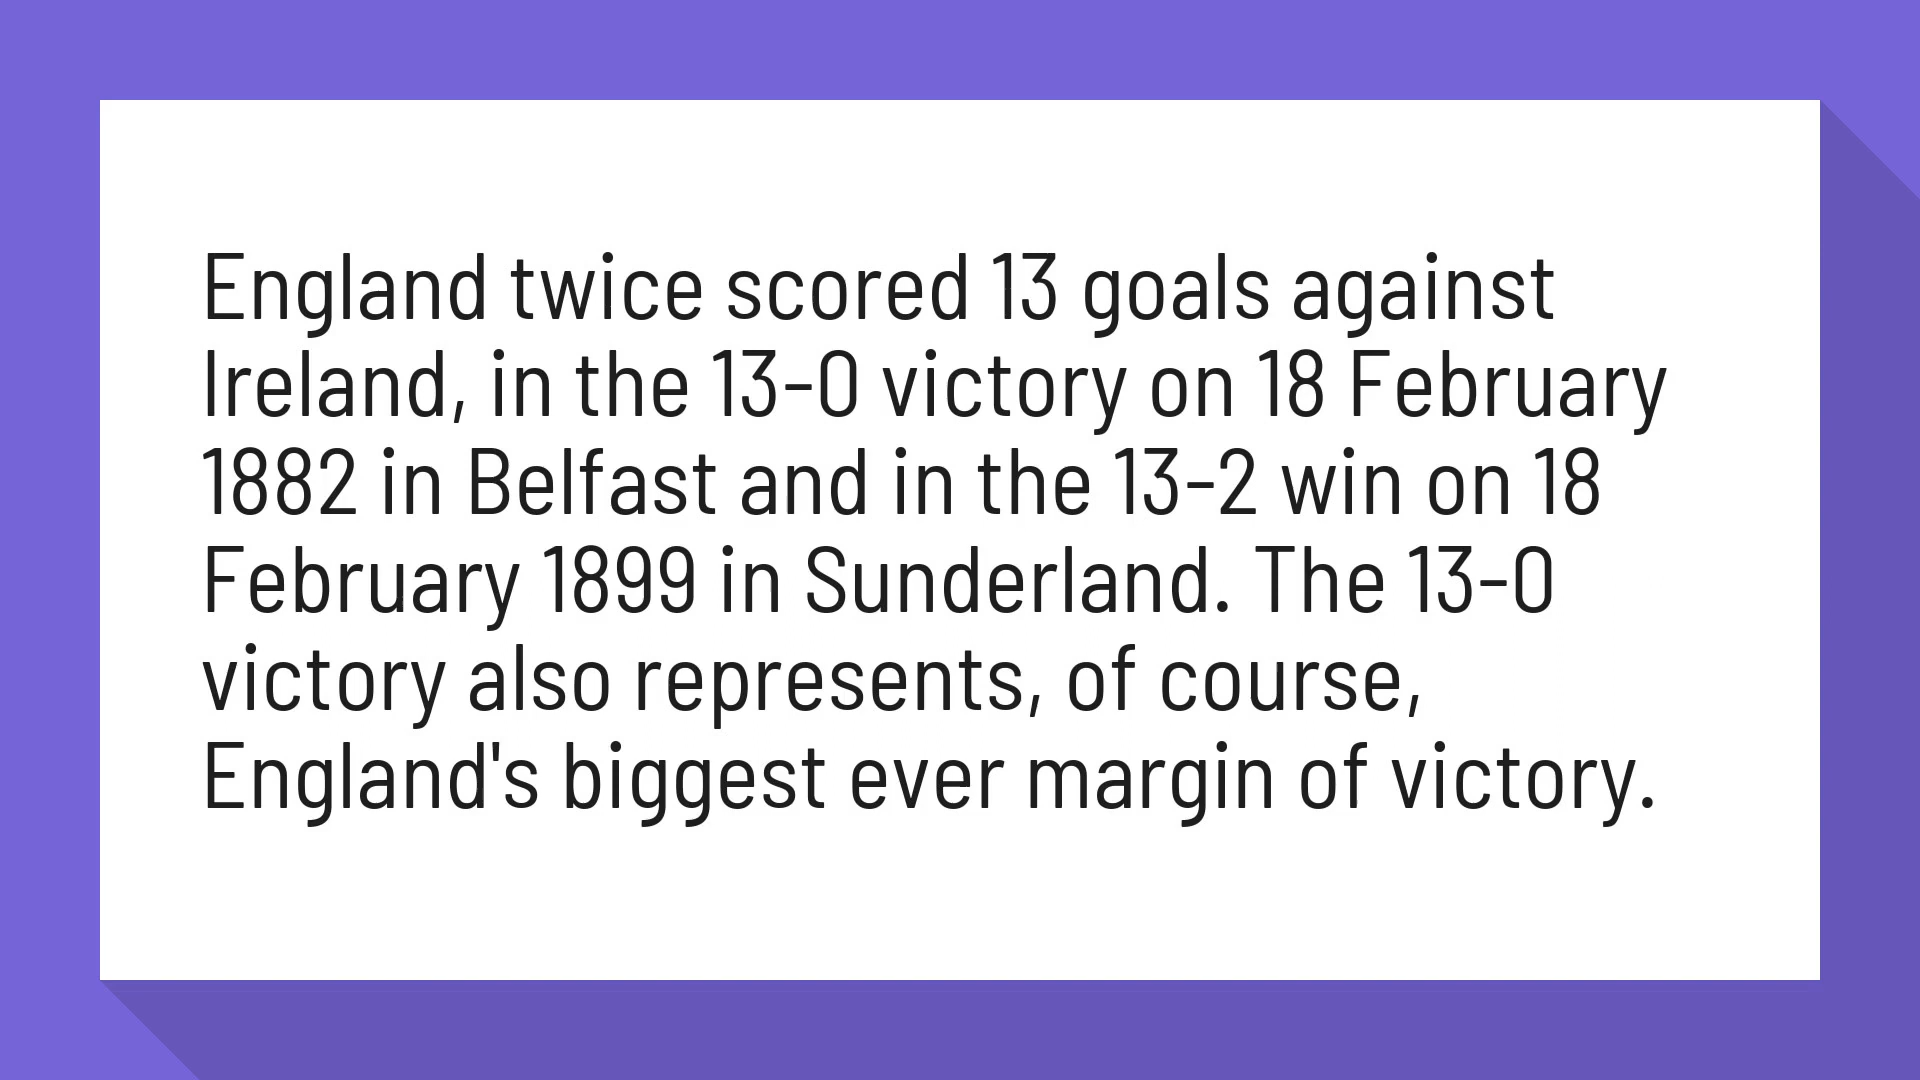 England twice scored 13 goals against
Ireland, in the 13-0 victory on 18 February
1882 in Belfast and in the 13-2 win on 18
February 1899 in Sunderland. The 13-0
victory also represents, of course,
England's biggest ever margin of victory.